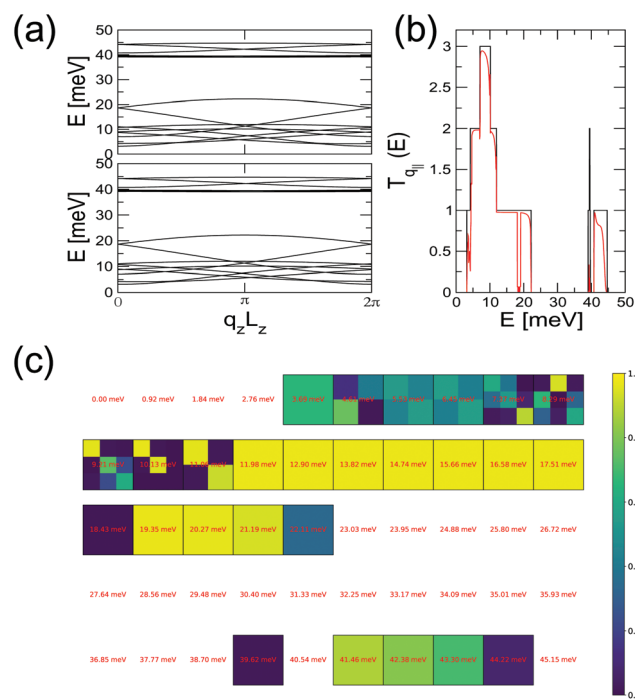 (a)
(b)
50
40
30
20
10
0
E [meV]
50
40
30
20
10
0
E [meV]
0
π
2π
q_z L_z
3
2.5
2
1.5
1
0.5
0
T_q|| (E)
0
10
20
30
40
50
E [meV]
(c)
0.00 meV 0.92 meV 1.84 meV 2.76 meV
10.13 meV 11.98 meV 12.90 meV 13.82 meV 14.74 meV 15.66 meV 16.58 meV 17.51 meV
18.43 meV 19.35 meV 20.27 meV 21.19 meV 23.03 meV 23.95 meV 24.88 meV 25.80 meV 26.72 meV
27.64 meV 28.56 meV 29.48 meV 30.40 meV 31.33 meV 32.25 meV 33.17 meV 34.09 meV 35.01 meV 35.93 meV
36.85 meV 37.77 meV 38.70 meV 39.62 meV 40.54 meV 41.46 meV 42.38 meV 43.30 meV 44.22 meV 45.15 meV